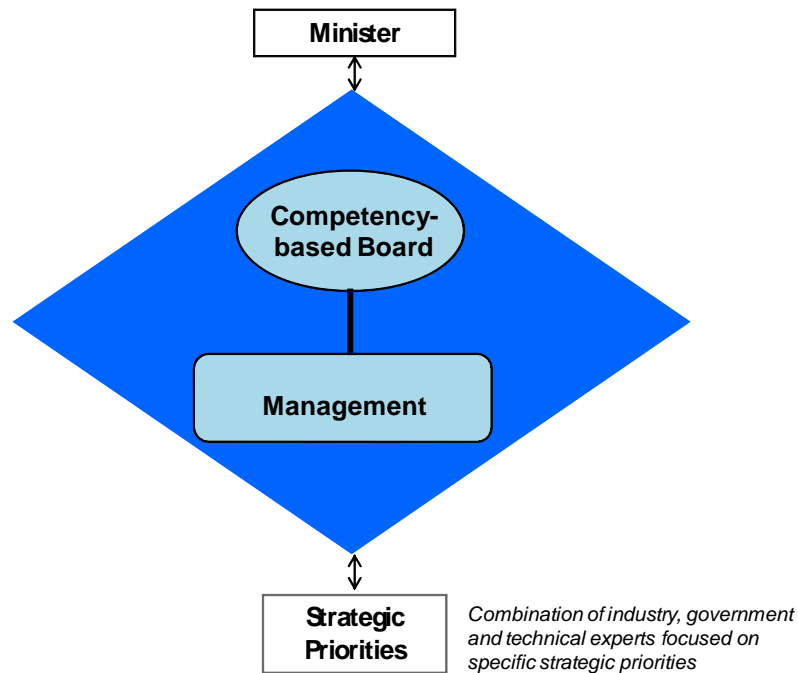 Minister
Competency-
based Board
Management
Strategic
Priorities
Combination of industry, government
and technical experts focused on
specific strategic priorities